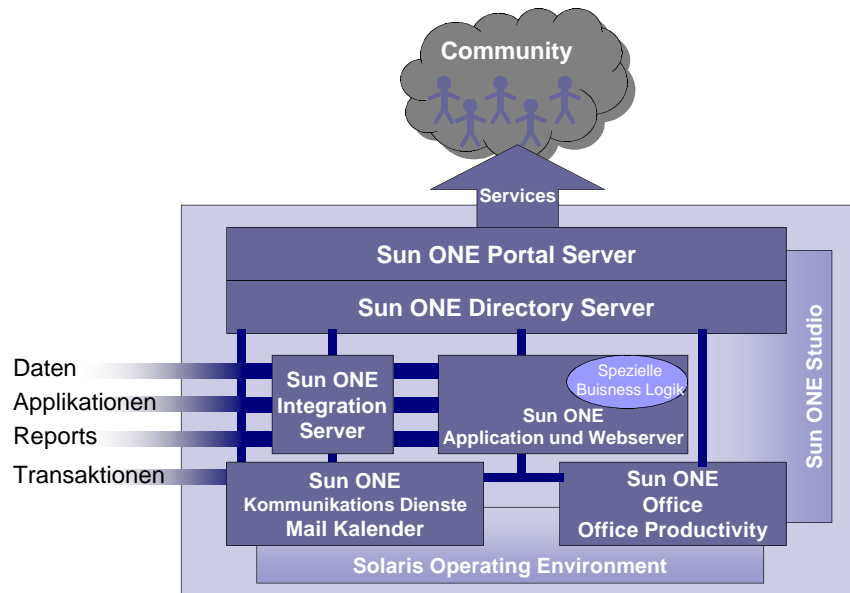 Community
Services
Sun ONE Portal Server
Sun ONE Directory Server
Daten
Applikationen
Reports
Transaktionen
Sun ONE
Integration
Server
Spezielle
Buisness Logik
Sun ONE
Application und Webserver
Sun ONE Studio
Sun ONE
Kommunikations Dienste
Mail Kalender
Sun ONE
Office
Office Productivity
Solaris Operating Environment